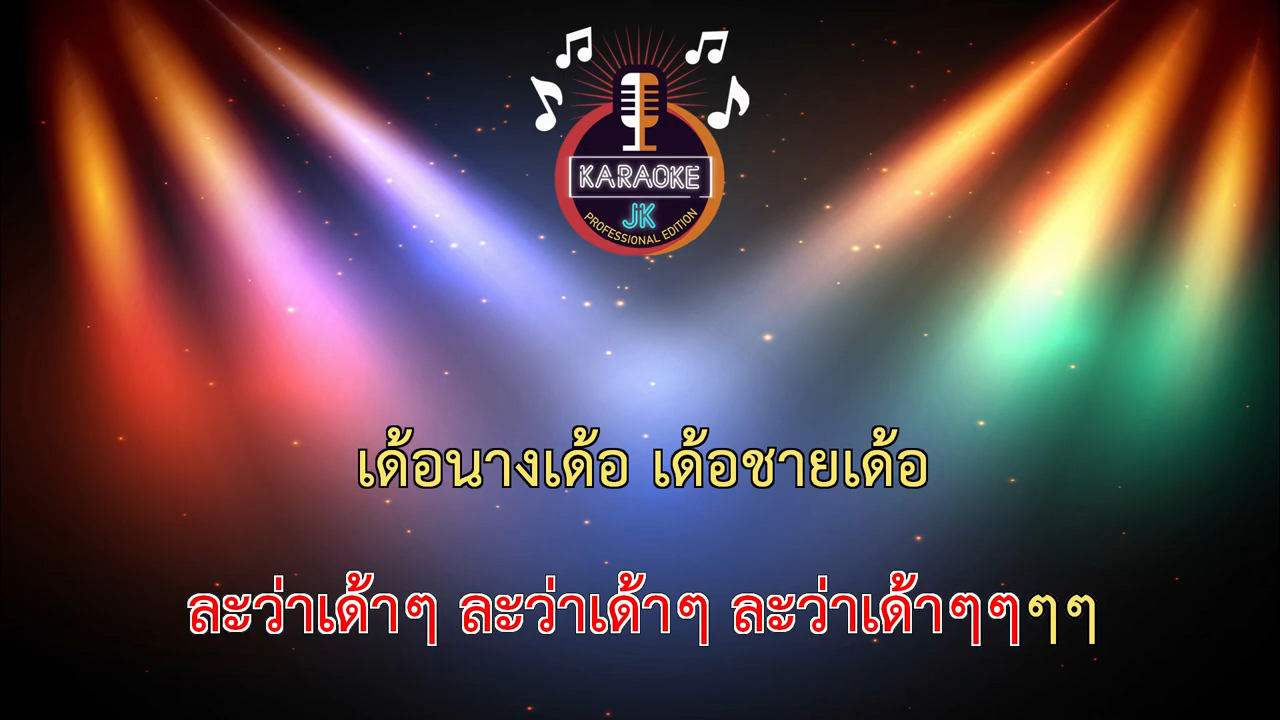 KARAOKE
JK
PROFESSIONAL EDITION
เด้อนางเด้อ เด้อชายเด้อ
ละว่าเด้าๆ ละว่าเด้าๆ ละว่าเด้าๆๆๆๆ